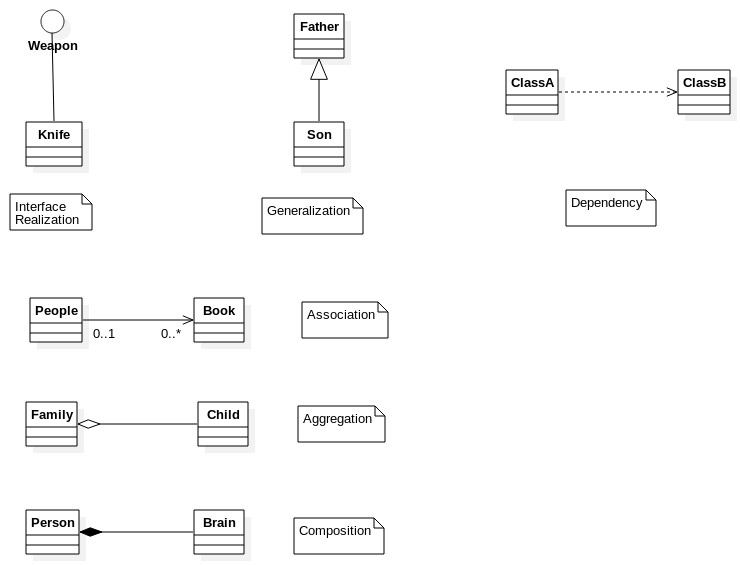 Weapon
Father
ClassA
ClassB
Knife
Son
Interface
Realization
Generalization
Dependency
People
0..1
0..*
Book
Association
Family
Child
Aggregation
Person
Brain
Composition